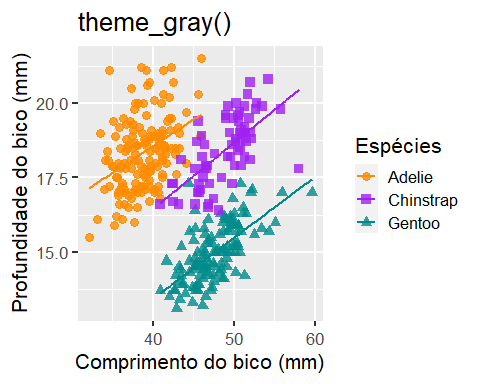 theme_gray()
Profundidade do bico (mm)
20.0
17.5
15.0
40
50
60
Comprimento do bico (mm)
Espécies
Adelie
Chinstrap
Gentoo